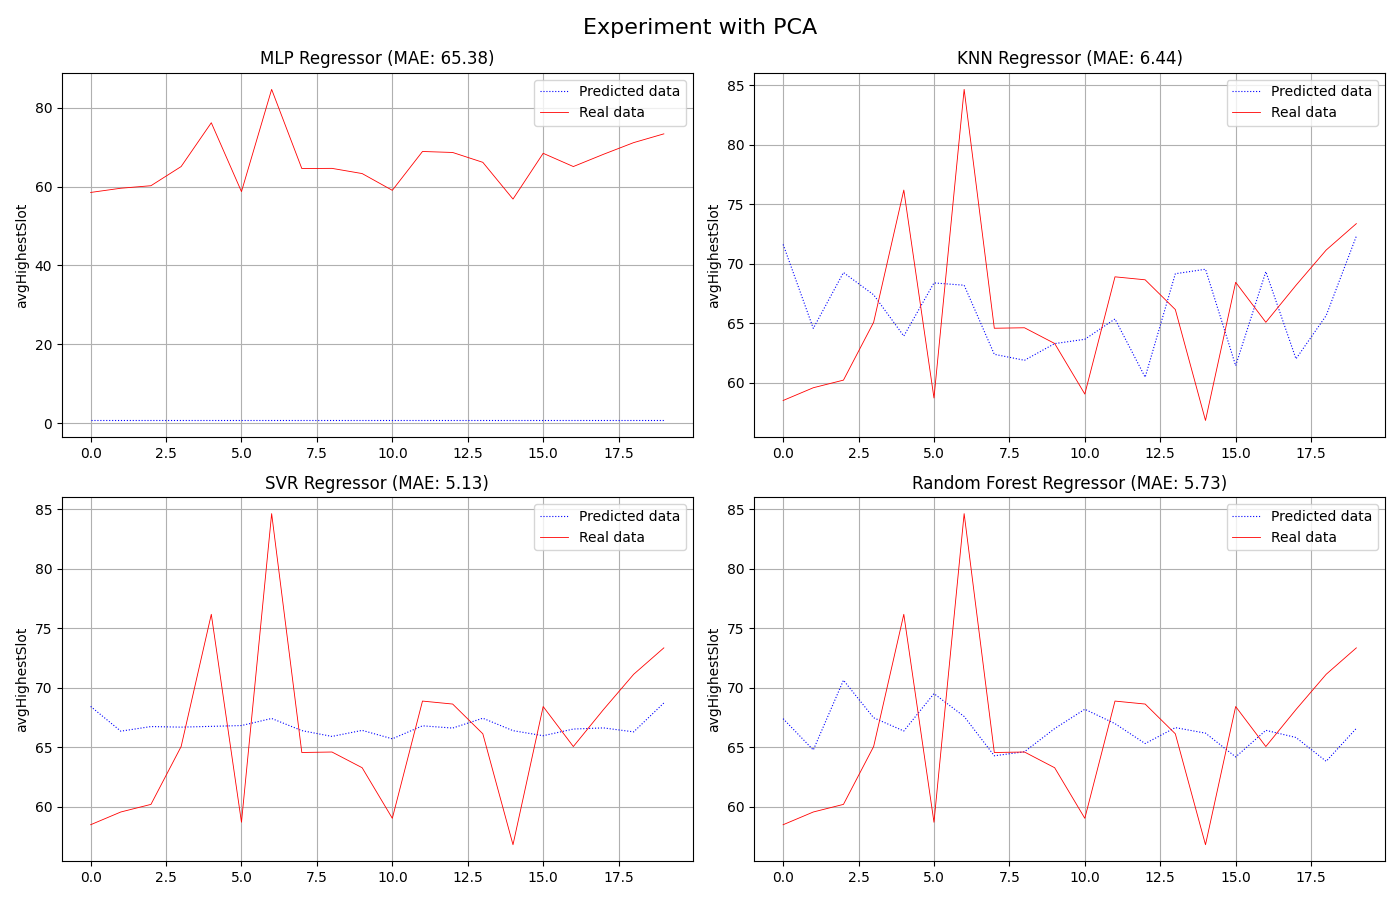 Experiment with PCA
MLP Regressor (MAE: 65.38)
avgHighestSlot
80
60
40
20
0
0.0 2.5 5.0 7.5 10.0 12.5 15.0 17.5
Predicted data
Real data
KNN Regressor (MAE: 6.44)
avgHighestSlot
85
80
75
70
65
60
0.0 2.5 5.0 7.5 10.0 12.5 15.0 17.5
Predicted data
Real data
SVR Regressor (MAE: 5.13)
avgHighestSlot
85
80
75
70
65
60
0.0 2.5 5.0 7.5 10.0 12.5 15.0 17.5
Predicted data
Real data
Random Forest Regressor (MAE: 5.73)
avgHighestSlot
85
80
75
70
65
60
0.0 2.5 5.0 7.5 10.0 12.5 15.0 17.5
Predicted data
Real data